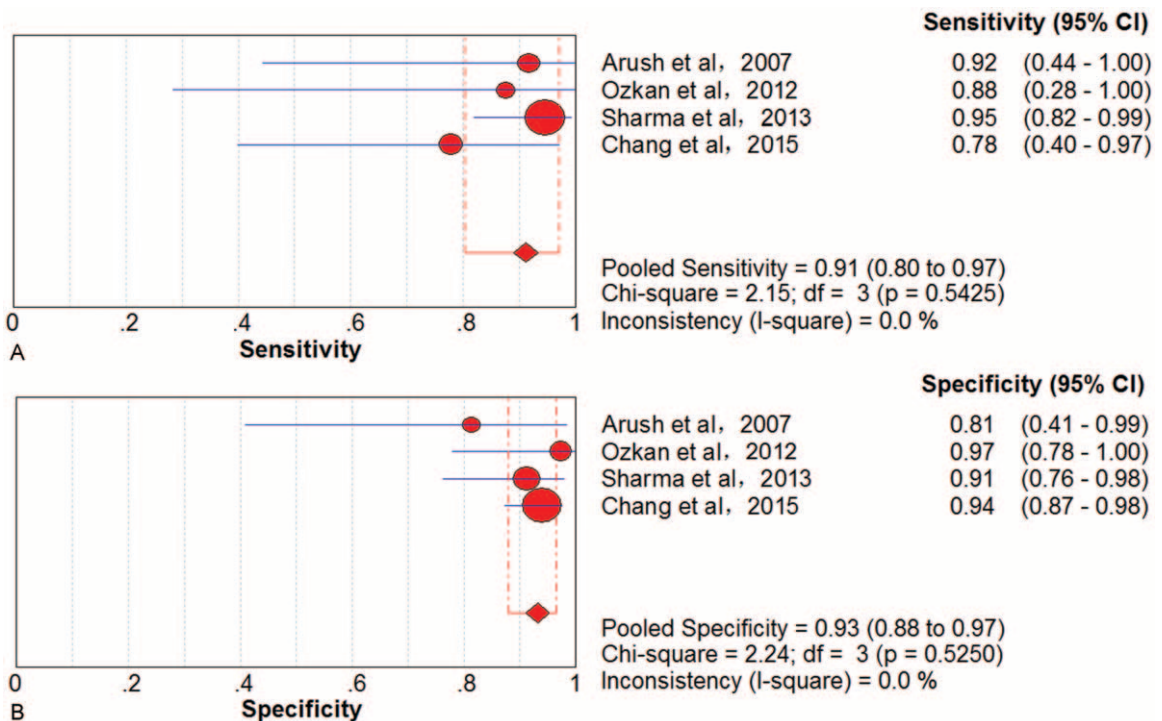 A
Sensitivity (95% CI)
Arush et al, 2007 0.92 (0.44 - 1.00)
Ozkan et al, 2012 0.88 (0.28 - 1.00)
Sharma et al, 2013 0.95 (0.82 - 0.99)
Chang et al, 2015 0.78 (0.40 - 0.97)
Pooled Sensitivity = 0.91 (0.80 to 0.97)
Chi-square = 2.15; df = 3 (p = 0.5425)
Inconsistency (I-square) = 0.0 %
0 .2 .4 .6 .8 1
Sensitivity
A
Specificity (95% CI)
Arush et al, 2007 0.81 (0.41 - 0.99)
Ozkan et al, 2012 0.97 (0.78 - 1.00)
Sharma et al, 2013 0.91 (0.76 - 0.98)
Chang et al, 2015 0.94 (0.87 - 0.98)
Pooled Specificity = 0.93 (0.88 to 0.97)
Chi-square = 2.24; df = 3 (p = 0.5250)
Inconsistency (I-square) = 0.0 %
0 .2 .4 .6 .8 1
Specificity
B